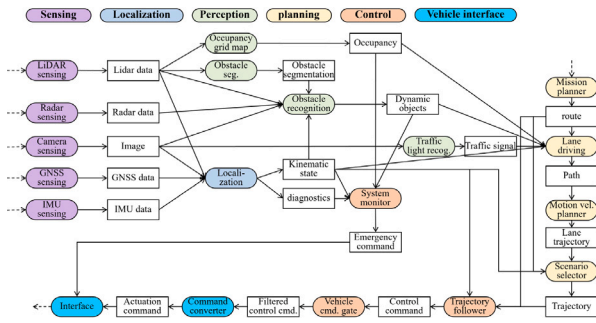 Sensing Localization Perception planning Control Vehicle interface
Occupancy
grid map
Occupancy
LiDAR
sensing
Lidar data
Obstacle
seg.
Obstacle
segmentation
Mission
planner
Radar
sensing
Radar data
Obstacle
recognition
Dynamic
objects
route
Camera
sensing
Image
Traffic
light recog.
Traffic signal
Lane
driving
GNSS
sensing
GNSS data
Locali-
zation
Kinematic
state
Path
diagnostics
System
monitor
IMU
sensing
IMU data
Motion vel.
planner
Emergency
command
Lane
trajectory
Scenario
selector
Interface
Actuation
command
Command
converter
Filtered
control cmd.
Vehicle
cmd. gate
Control
command
Trajectory
follower
Trajectory